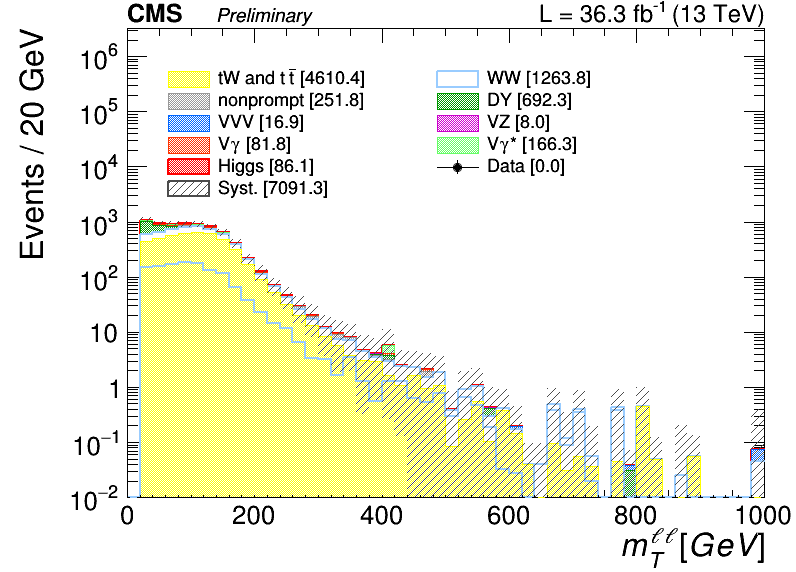 CMS Preliminary L = 36.3 fb⁻¹ (13 TeV)
Events / 20 GeV
10⁶
10⁵
10⁴
10³
10²
10
1
10⁻¹
10⁻²
tW and tt̅ [4610.4]
nonprompt [251.8]
VVV [16.9]
Vγ [81.8]
Higgs [86.1]
Syst. [7091.3]
WW [1263.8]
DY [692.3]
VZ [8.0]
Vγ* [166.3]
Data [0.0]
0 200 400 600 800 1000
m_T^ℓℓ [GeV]